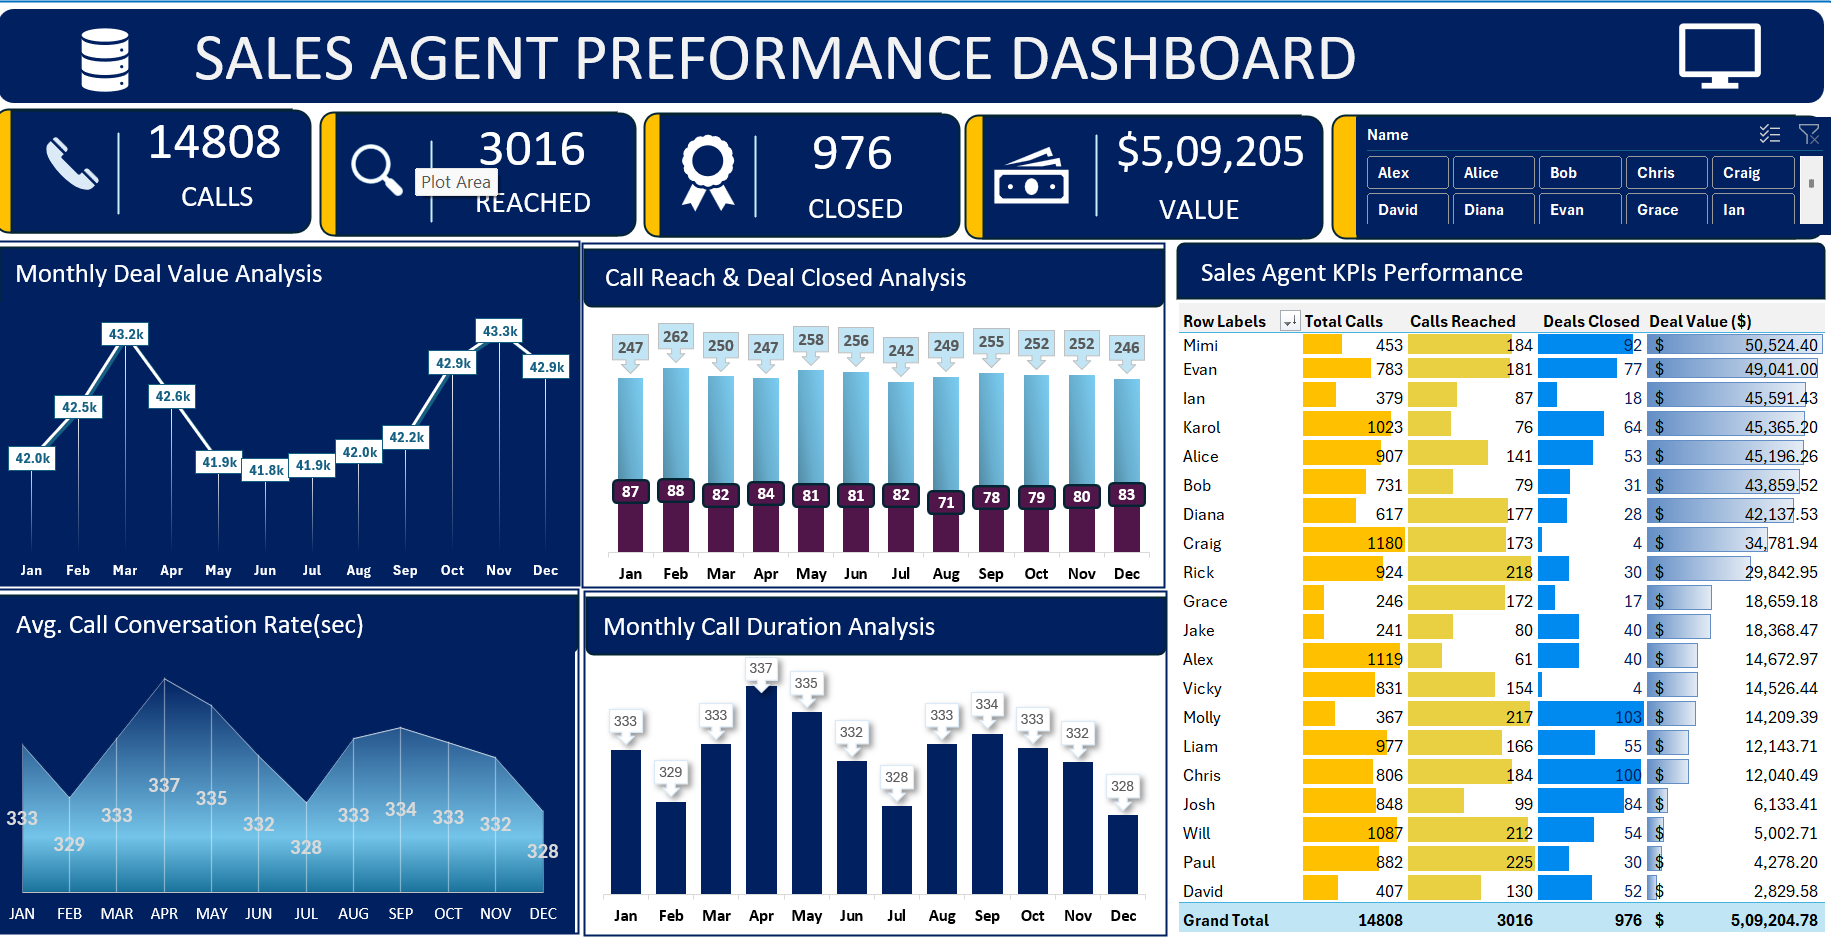 SALES AGENT PREFORMANCE DASHBOARD
14808
CALLS
3016
REACHED
Plot Area
976
CLOSED
$5,09,205
VALUE
Name
Alex Alice Bob Chris Craig
David Diana Evan Grace Ian
Monthly Deal Value Analysis
42.0k 42.5k 43.2k 42.6k 41.9k 41.8k 41.9k 42.0k 42.2k 42.9k 43.3k 42.9k
Jan Feb Mar Apr May Jun Jul Aug Sep Oct Nov Dec
Call Reach & Deal Closed Analysis
247 262 250 247 258 256 242 249 255 252 252 246
87 88 82 84 81 81 82 71 78 79 80 83
Jan Feb Mar Apr May Jun Jul Aug Sep Oct Nov Dec
Avg. Call Conversation Rate(sec)
333 329 333 337 335 332 328 333 334 333 332 328
JAN FEB MAR APR MAY JUN JUL AUG SEP OCT NOV DEC
Monthly Call Duration Analysis
333 329 333 337 335 332 328 333 334 333 332 328
Jan Feb Mar Apr May Jun Jul Aug Sep Oct Nov Dec
Sales Agent KPIs Performance
Row Labels Total Calls Calls Reached Deals Closed Deal Value ($)
Mimi 453 184 92 $ 50,524.40
Evan 783 181 77 $ 49,041.00
Ian 379 87 18 $ 45,591.43
Karol 1023 76 64 $ 45,365.20
Alice 907 141 53 $ 45,196.26
Bob 731 79 31 $ 43,859.52
Diana 617 177 28 $ 42,137.53
Craig 1180 173 4 $ 34,781.94
Rick 924 218 30 $ 29,842.95
Grace 246 172 17 $ 18,659.18
Jake 241 80 40 $ 18,368.47
Alex 1119 61 40 $ 14,672.97
Vicky 831 154 4 $ 14,526.44
Molly 367 217 103 $ 14,209.39
Liam 977 166 55 $ 12,143.71
Chris 806 184 100 $ 12,040.49
Josh 848 99 84 $ 6,133.41
Will 1087 212 54 $ 5,002.71
Paul 882 225 30 $ 4,278.20
David 407 130 52 $ 2,829.58
Grand Total 14808 3016 976 $ 5,09,204.78